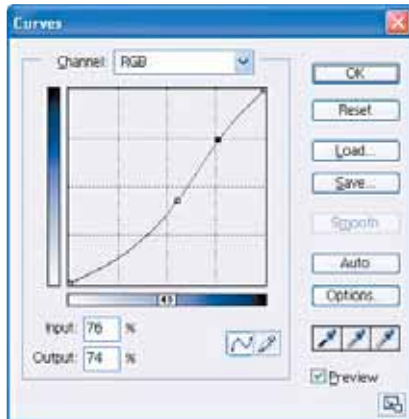 Curves
Channel: RGB
OK
Reset
Load...
Save...
Smooth
Auto
Options...
Input: 76 %
Output: 74 %
Preview